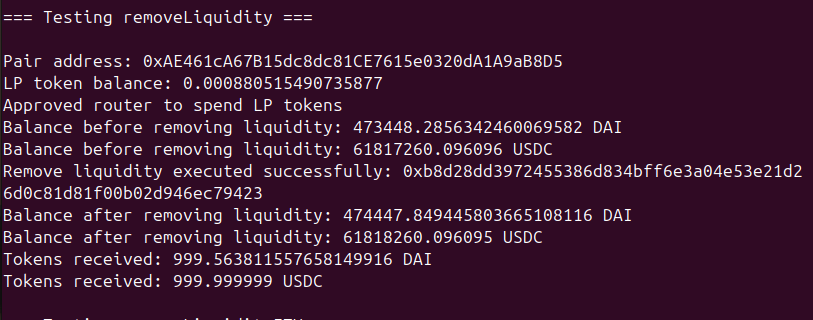 === Testing removeLiquidity ===
Pair address: 0xAE461cA67B15dc8dc81CE7615e0320dA1A9aB8D5
LP token balance: 0.000880515490735877
Approved router to spend LP tokens
Balance before removing liquidity: 473448.2856342460069582 DAI
Balance before removing liquidity: 61817260.096096 USDC
Remove liquidity executed successfully: 0xb8d28dd3972455386d834bff6e3a04e53e21d2
6d0c81d81f00b02d946ec79423
Balance after removing liquidity: 474447.849445803665108116 DAI
Balance after removing liquidity: 61818260.096095 USDC
Tokens received: 999.563811557658149916 DAI
Tokens received: 999.999999 USDC